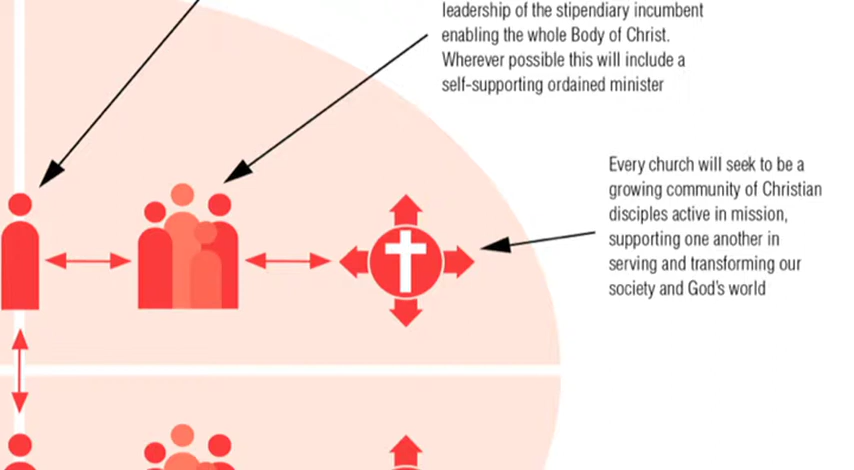 leadership of the stipendiary incumbent
enabling the whole Body of Christ.
Wherever possible this will include a
self-supporting ordained minister
Every church will seek to be a
growing community of Christian
disciples active in mission,
supporting one another in
serving and transforming our
society and God's world